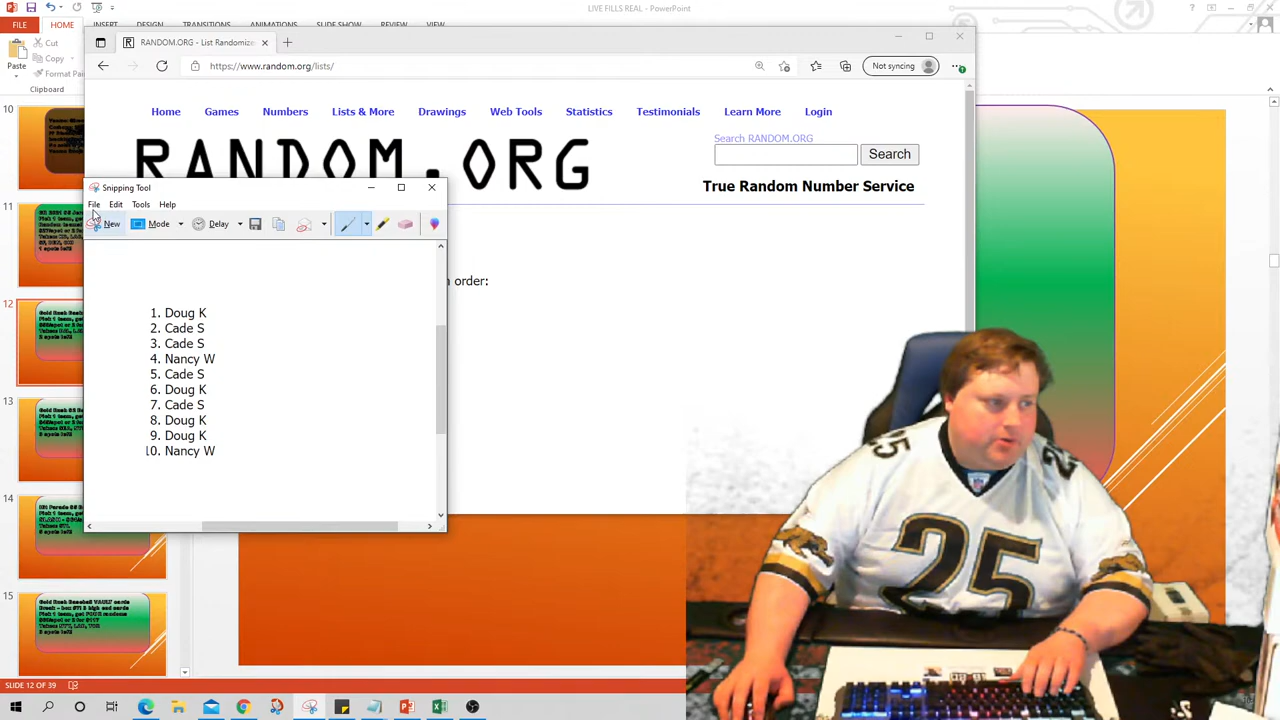 LIVE FILLS REAL - PowerPoint
FILE HOME INSERT DESIGN TRANSITIONS ANIMATIONS SLIDE SHOW REVIEW VIEW
Cut
Copy
Format Pai
Paste
Clipboard
RANDOM.ORG - List Randomize
https://www.random.org/lists/
Not syncing
Home Games Numbers Lists & More Drawings Web Tools Statistics Testimonials Learn More Login
Search RANDOM.ORG
RANDOM.ORG
Search
True Random Number Service
Snipping Tool
File Edit Tools Help
New Mode Delay
order:
1. Doug K
2. Cade S
3. Cade S
4. Nancy W
5. Cade S
6. Doug K
7. Cade S
8. Doug K
9. Doug K
10. Nancy W
10
11
12
13
14
15
25
25
NFL
SLIDE 12 OF 39